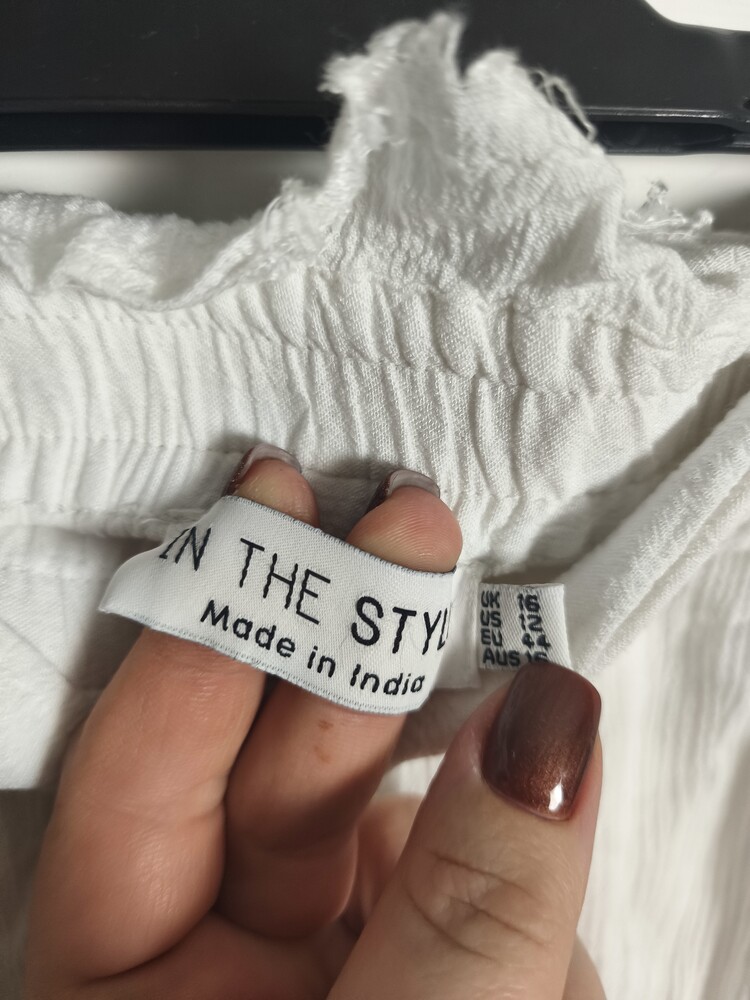 IN THE STYL
Made in India
UK 16
US 12
EU 44
AUS 16